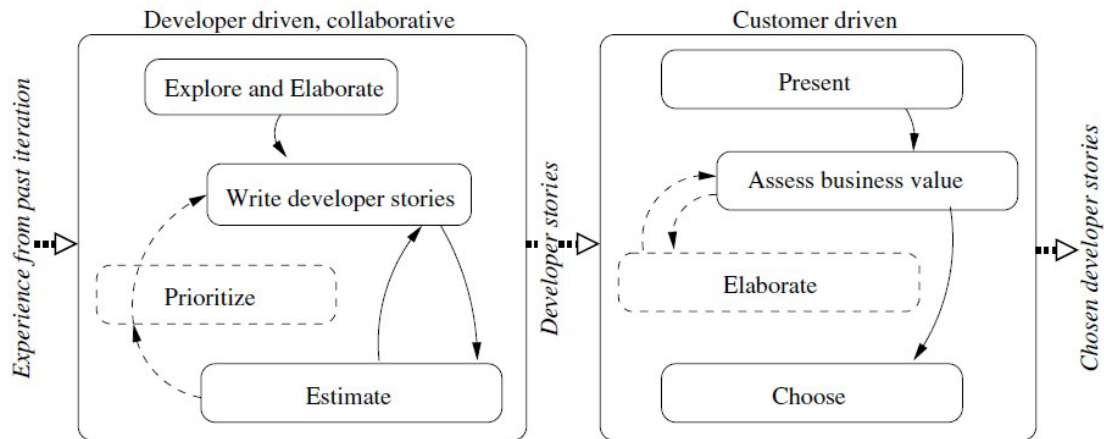 Developer driven, collaborative
Customer driven
Experience from past iteration
Explore and Elaborate
Write developer stories
Prioritize
Estimate
Developer stories
Present
Assess business value
Elaborate
Choose
Chosen developer stories